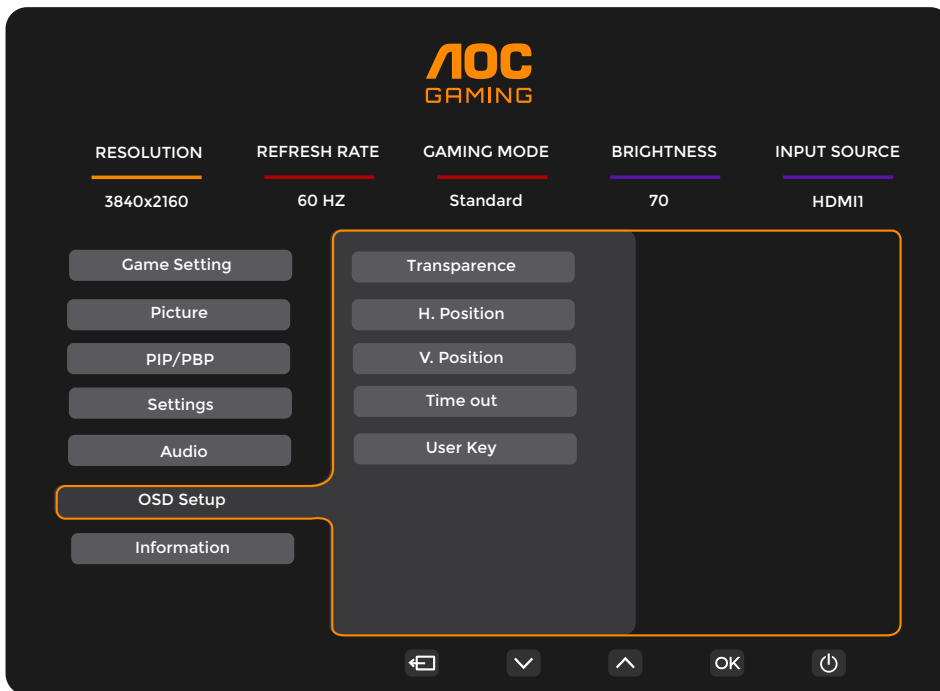 AOC
GAMING
RESOLUTION REFRESH RATE GAMING MODE BRIGHTNESS INPUT SOURCE
3840x2160 60 HZ Standard 70 HDMI1
Game Setting Transparence
Picture H. Position
PIP/PBP V. Position
Settings Time out
Audio User Key
OSD Setup
Information
OK